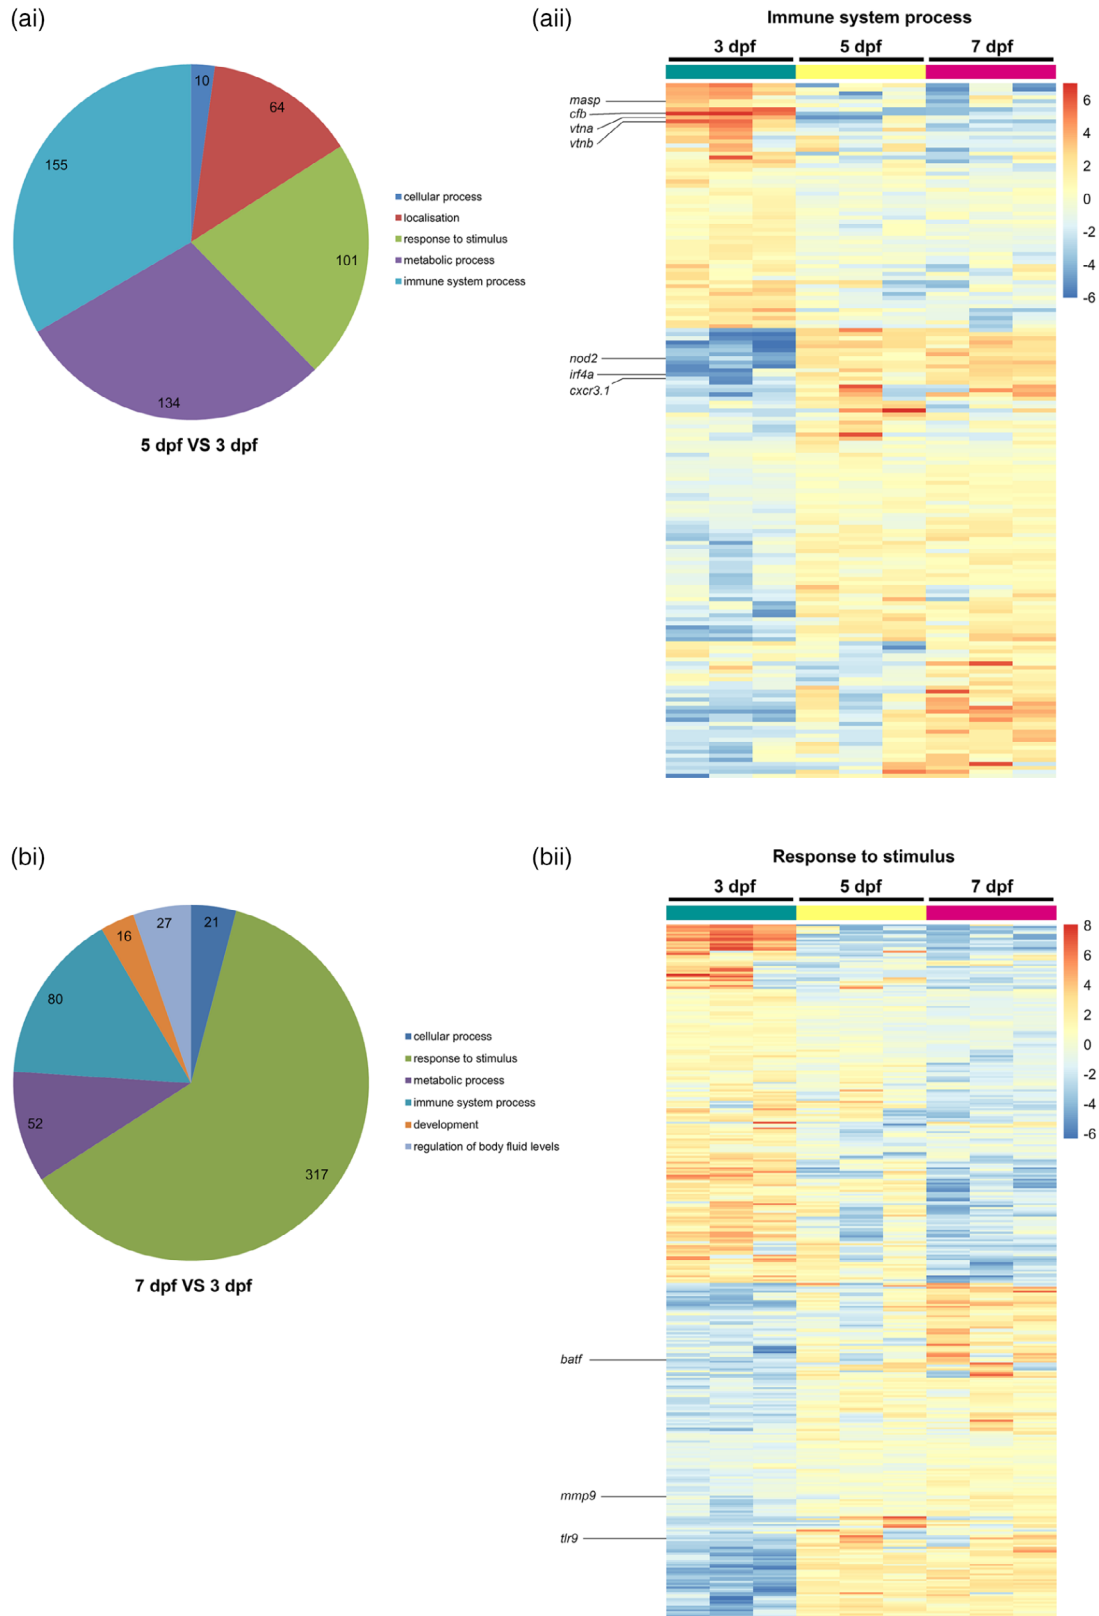 (ai)
10
64
155
101
134
cellular process
localisation
response to stimulus
metabolic process
immune system process
5 dpf VS 3 dpf
(aii)
Immune system process
3 dpf 5 dpf 7 dpf
masp
cfb
vtna
vtnb
nod2
irf4a
cxcr3.1
6
4
2
0
-2
-4
-6
(bi)
27
21
16
80
52
317
cellular process
response to stimulus
metabolic process
immune system process
development
regulation of body fluid levels
7 dpf VS 3 dpf
(bii)
Response to stimulus
3 dpf 5 dpf 7 dpf
batf
mmp9
tlr9
8
6
4
2
0
-2
-4
-6